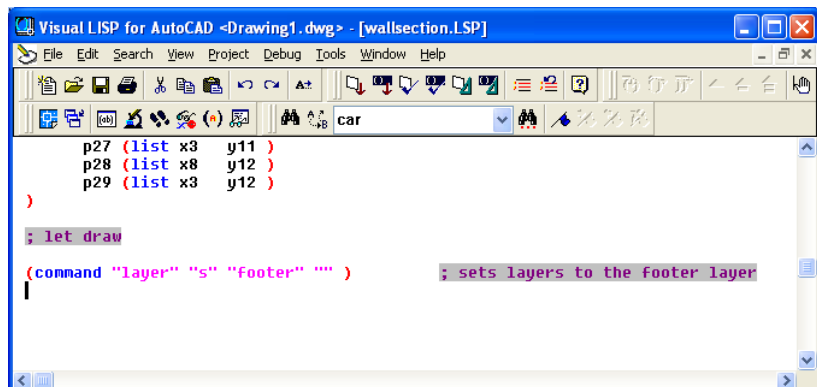 Visual LISP for AutoCAD <Drawing1.dwg> - [wallsection.LSP]
File Edit Search View Project Debug Tools Window Help
car
p27 (list x3 y11 )
p28 (list x8 y12 )
p29 (list x3 y12 )
)
; let draw
(command "layer" "s" "footer" "" ) ; sets layers to the footer layer